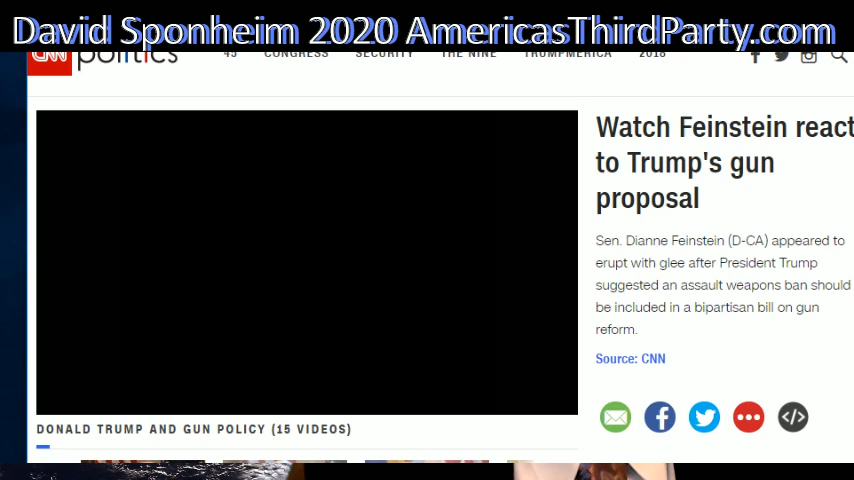 David Sponheim 2020 AmericasThirdParty.com
CNN politics 45 CONGRESS SECURITY THE NINE TRUMPMERICA 2018
Watch Feinstein react
to Trump's gun
proposal
Sen. Dianne Feinstein (D-CA) appeared to
erupt with glee after President Trump
suggested an assault weapons ban should
be included in a bipartisan bill on gun
reform.
Source: CNN
DONALD TRUMP AND GUN POLICY (15 VIDEOS)